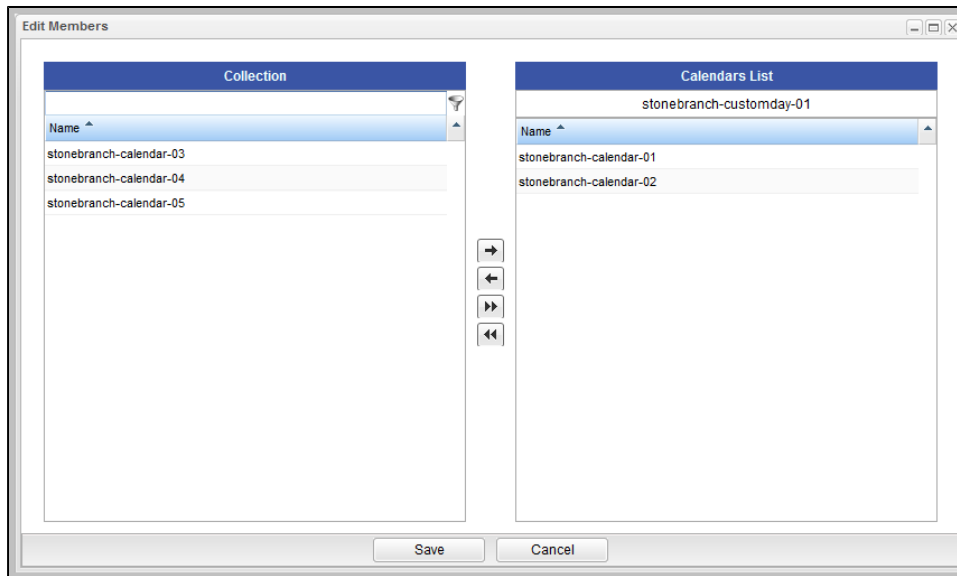 Edit Members
Collection
Name
stonebranch-calendar-03
stonebranch-calendar-04
stonebranch-calendar-05
Calendars List
stonebranch-customday-01
Name
stonebranch-calendar-01
stonebranch-calendar-02
Save
Cancel